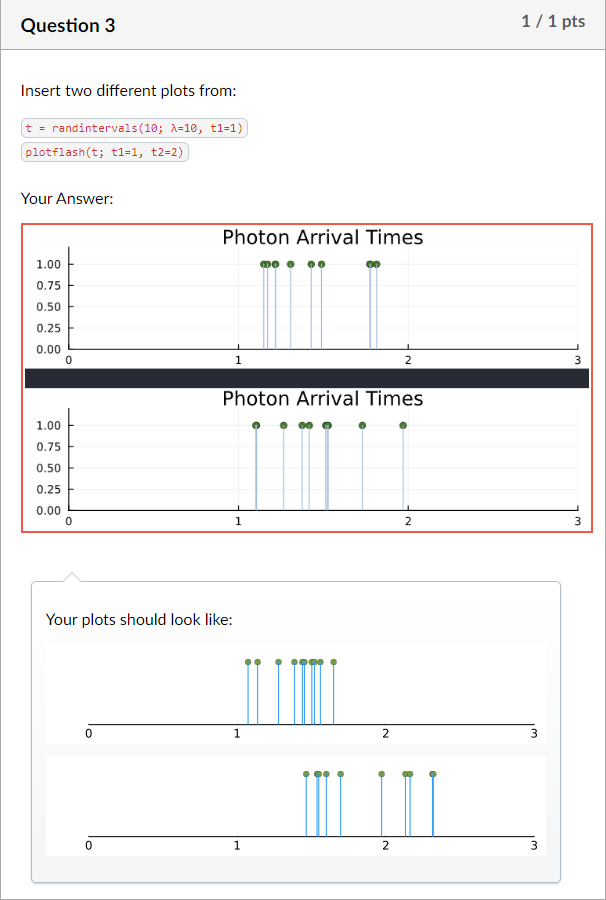 Question 3
1 / 1 pts
Insert two different plots from:
t = randintervals(10; λ=10, t1=1)
plotflash(t; t1=1, t2=2)
Your Answer:
Photon Arrival Times
1.00
0.75
0.50
0.25
0.00
0 1 2 3
Photon Arrival Times
1.00
0.75
0.50
0.25
0.00
0 1 2 3
Your plots should look like:
0 1 2 3
0 1 2 3